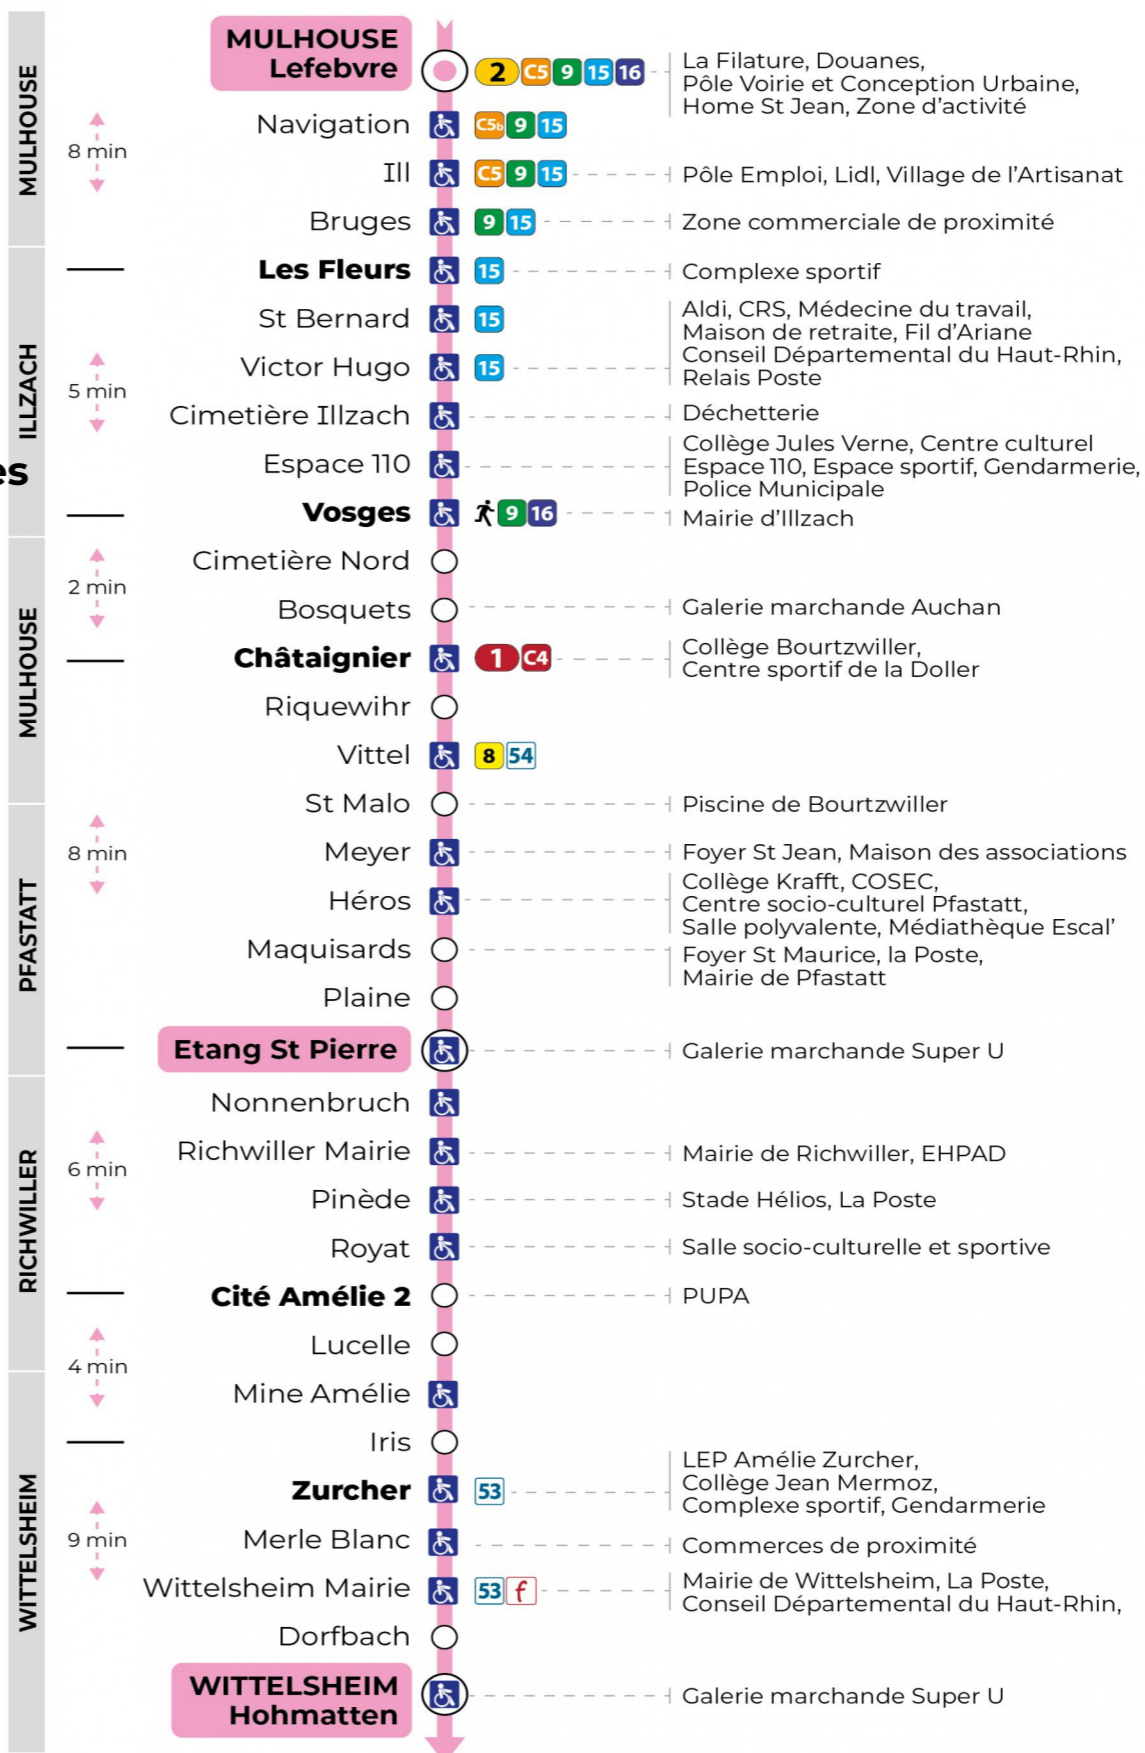 MULHOUSE
Lefebvre
2 C5 9 15 16
La Filature, Douanes,
Pôle Voirie et Conception Urbaine,
Home St Jean, Zone d'activité
MULHOUSE
8 min
Navigation
C5b 9 15
Ill
C5 9 15
Pôle Emploi, Lidl, Village de l'Artisanat
Bruges
9 15
Zone commerciale de proximité
Les Fleurs
15
Complexe sportif
St Bernard
15
Aldi, CRS, Médecine du travail,
Maison de retraite, Fil d'Ariane
ILLZACH
5 min
Victor Hugo
15
Conseil Départemental du Haut-Rhin,
Relais Poste
Cimetière Illzach
Déchetterie
es
Espace 110
Collège Jules Verne, Centre culturel
Espace 110, Espace sportif, Gendarmerie,
Police Municipale
Vosges
9 16
Mairie d'Illzach
Cimetière Nord
2 min
Bosquets
Galerie marchande Auchan
MULHOUSE
Châtaignier
1 C4
Collège Bourtzwiller,
Centre sportif de la Doller
Riquewihr
Vittel
8 54
St Malo
Piscine de Bourtzwiller
8 min
Meyer
Foyer St Jean, Maison des associations
PFASTATT
Héros
Collège Krafft, COSEC,
Centre socio-culturel Pfastatt,
Salle polyvalente, Médiathèque Escal'
Maquisards
Foyer St Maurice, la Poste,
Mairie de Pfastatt
Plaine
Etang St Pierre
Galerie marchande Super U
Nonnenbruch
RICHWILLER
6 min
Richwiller Mairie
Mairie de Richwiller, EHPAD
Pinède
Stade Hélios, La Poste
Royat
Salle socio-culturelle et sportive
Cité Amélie 2
PUPA
Lucelle
4 min
Mine Amélie
Iris
WITTELSHEIM
Zurcher
53
LEP Amélie Zurcher,
Collège Jean Mermoz,
Complexe sportif, Gendarmerie
9 min
Merle Blanc
Commerces de proximité
Wittelsheim Mairie
53 f
Mairie de Wittelsheim, La Poste,
Conseil Départemental du Haut-Rhin,
Dorfbach
WITTELSHEIM
Hohmatten
Galerie marchande Super U